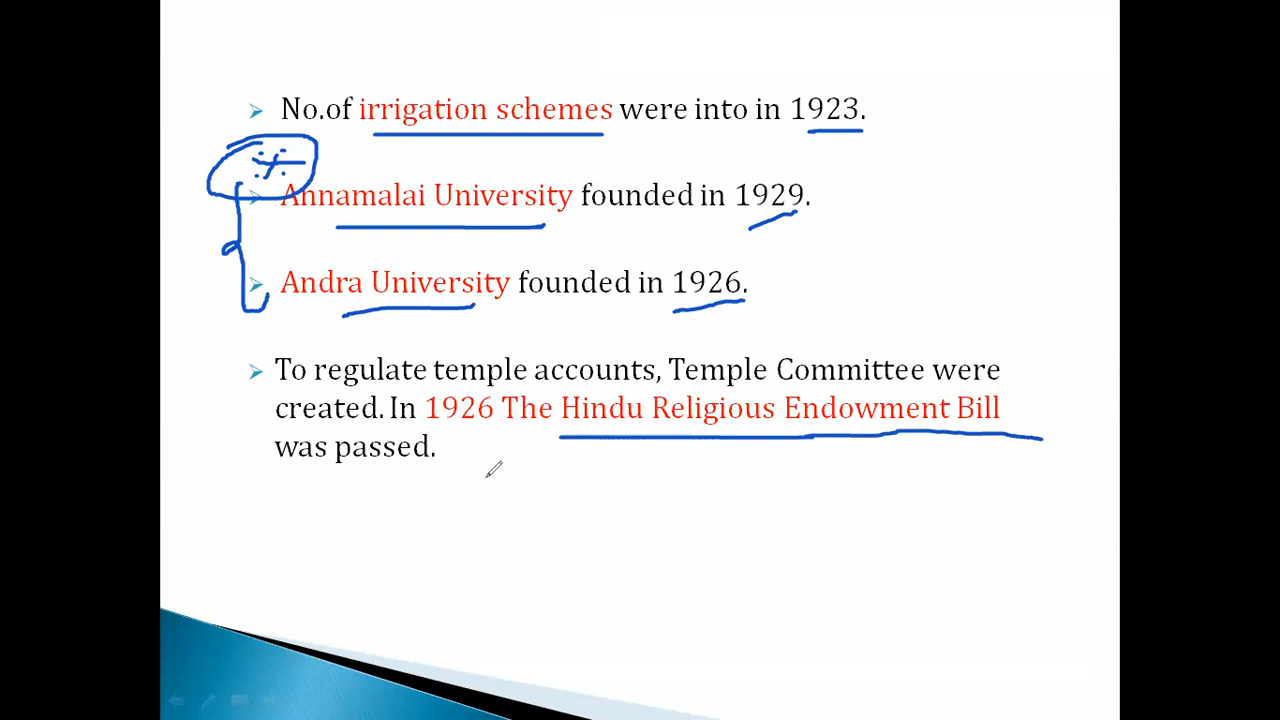 No.of irrigation schemes were into in 1923.
Annamalai University founded in 1929.
Andra University founded in 1926.
To regulate temple accounts, Temple Committee were
created. In 1926 The Hindu Religious Endowment Bill
was passed.